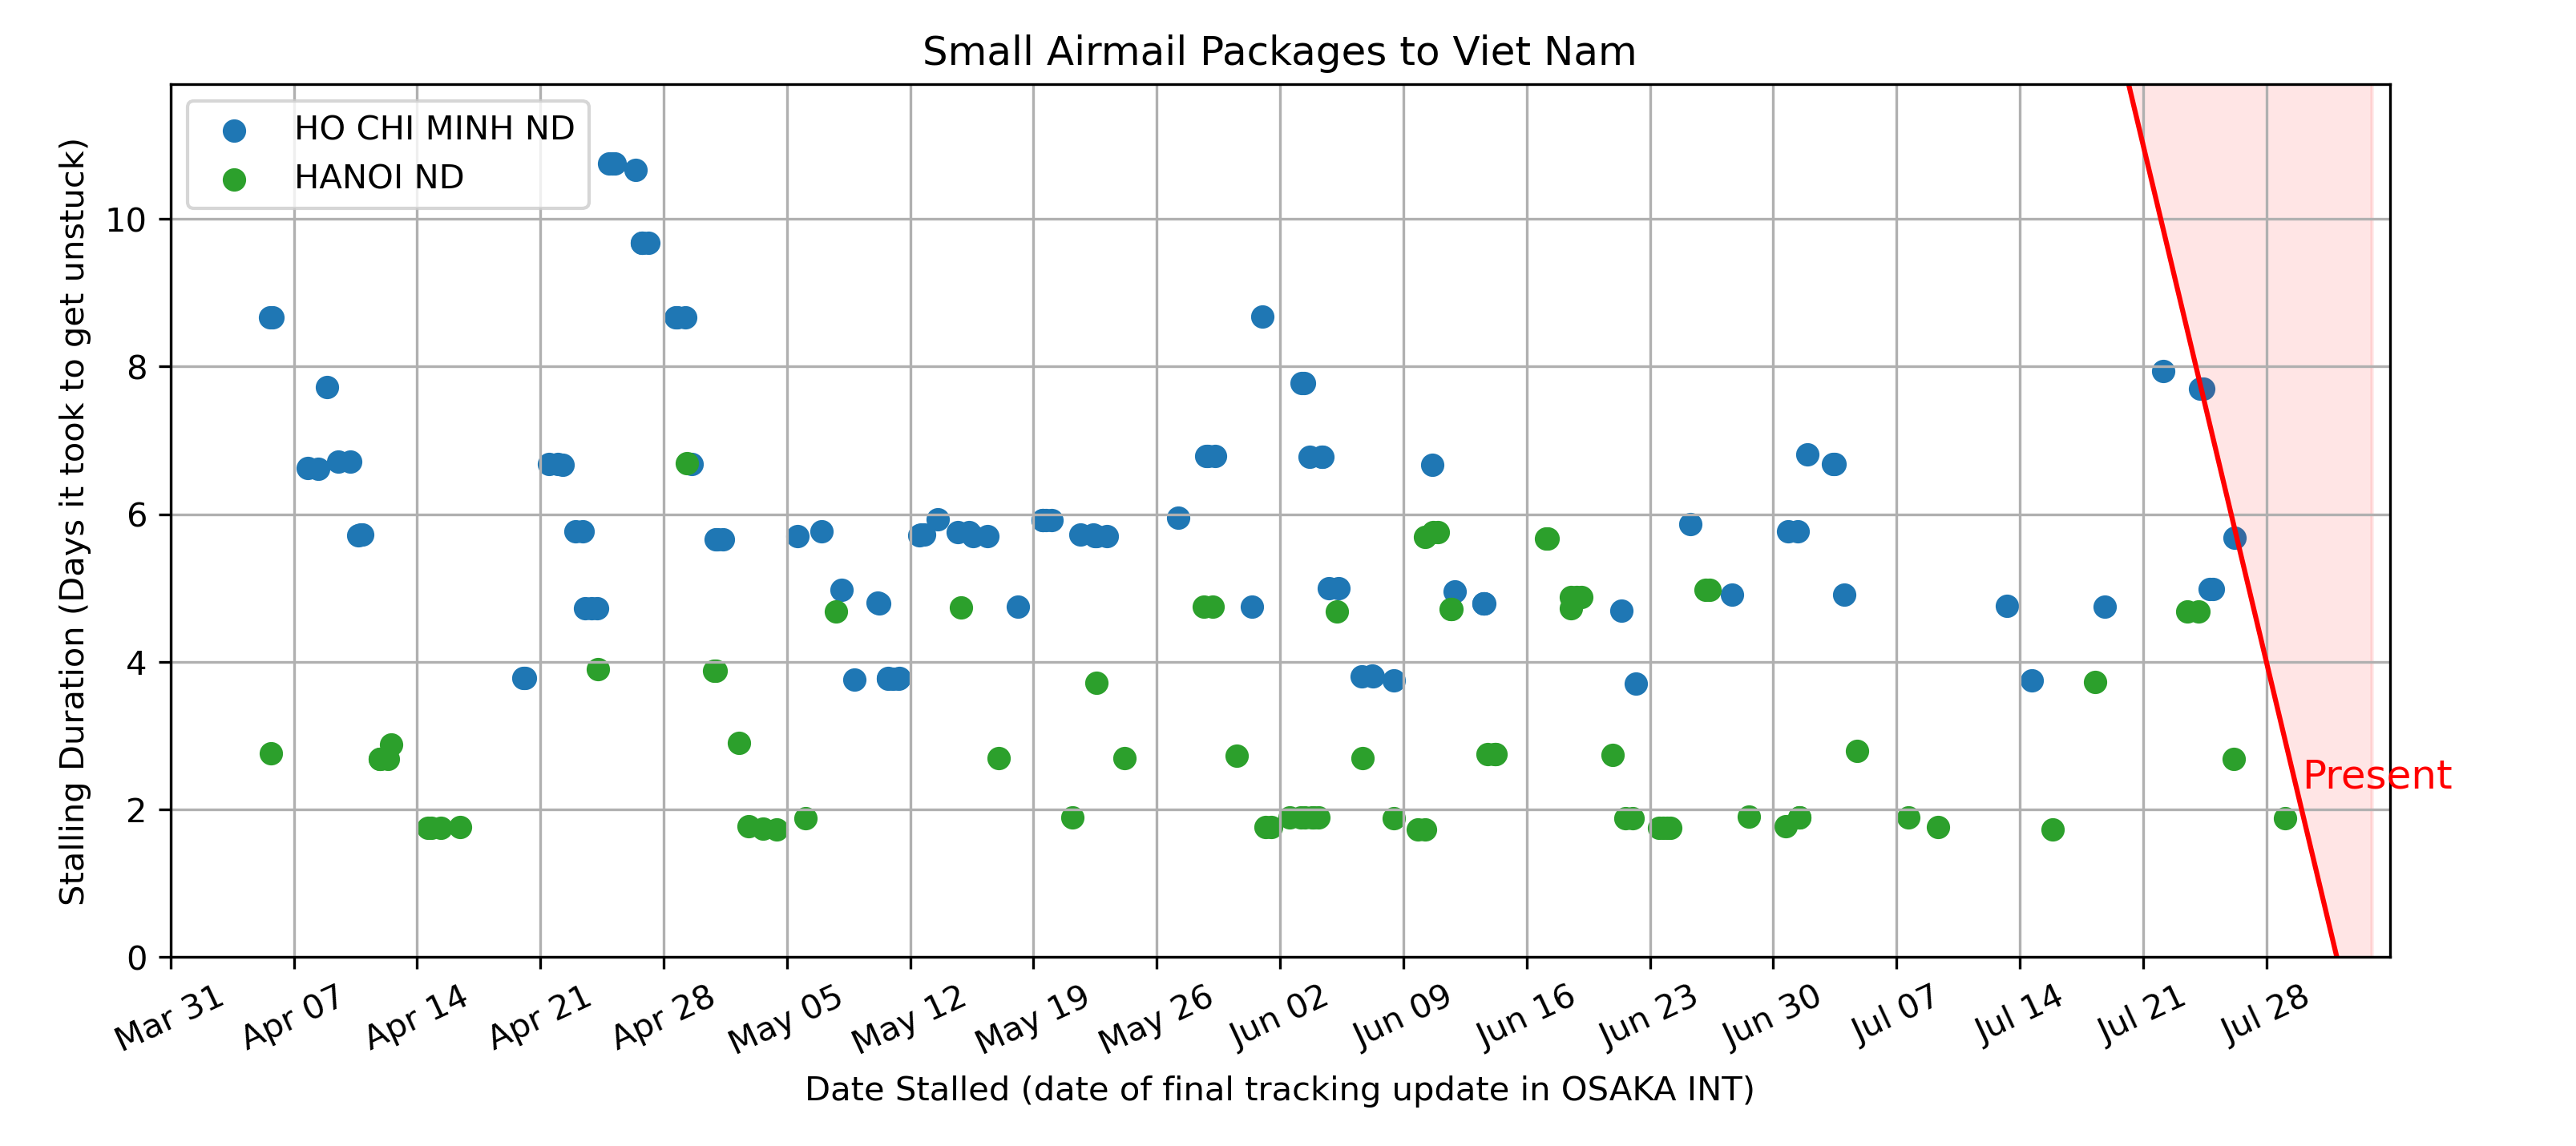 Small Airmail Packages to Viet Nam
HO CHI MINH ND
HANOI ND
Stalling Duration (Days it took to get unstuck)
10
8
6
4
2
0
Present
Mar 31
Apr 07
Apr 14
Apr 21
Apr 28
May 05
May 12
May 19
May 26
Jun 02
Jun 09
Jun 16
Jun 23
Jun 30
Jul 07
Jul 14
Jul 21
Jul 28
Date Stalled (date of final tracking update in OSAKA INT)